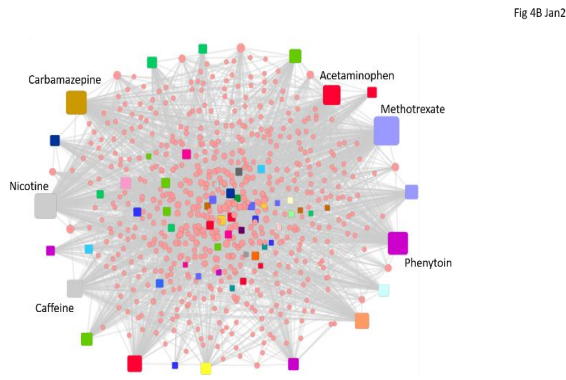 Fig 4B Jan2
Carbamazepine
Acetaminophen
Methotrexate
Nicotine
Phenytoin
Caffeine